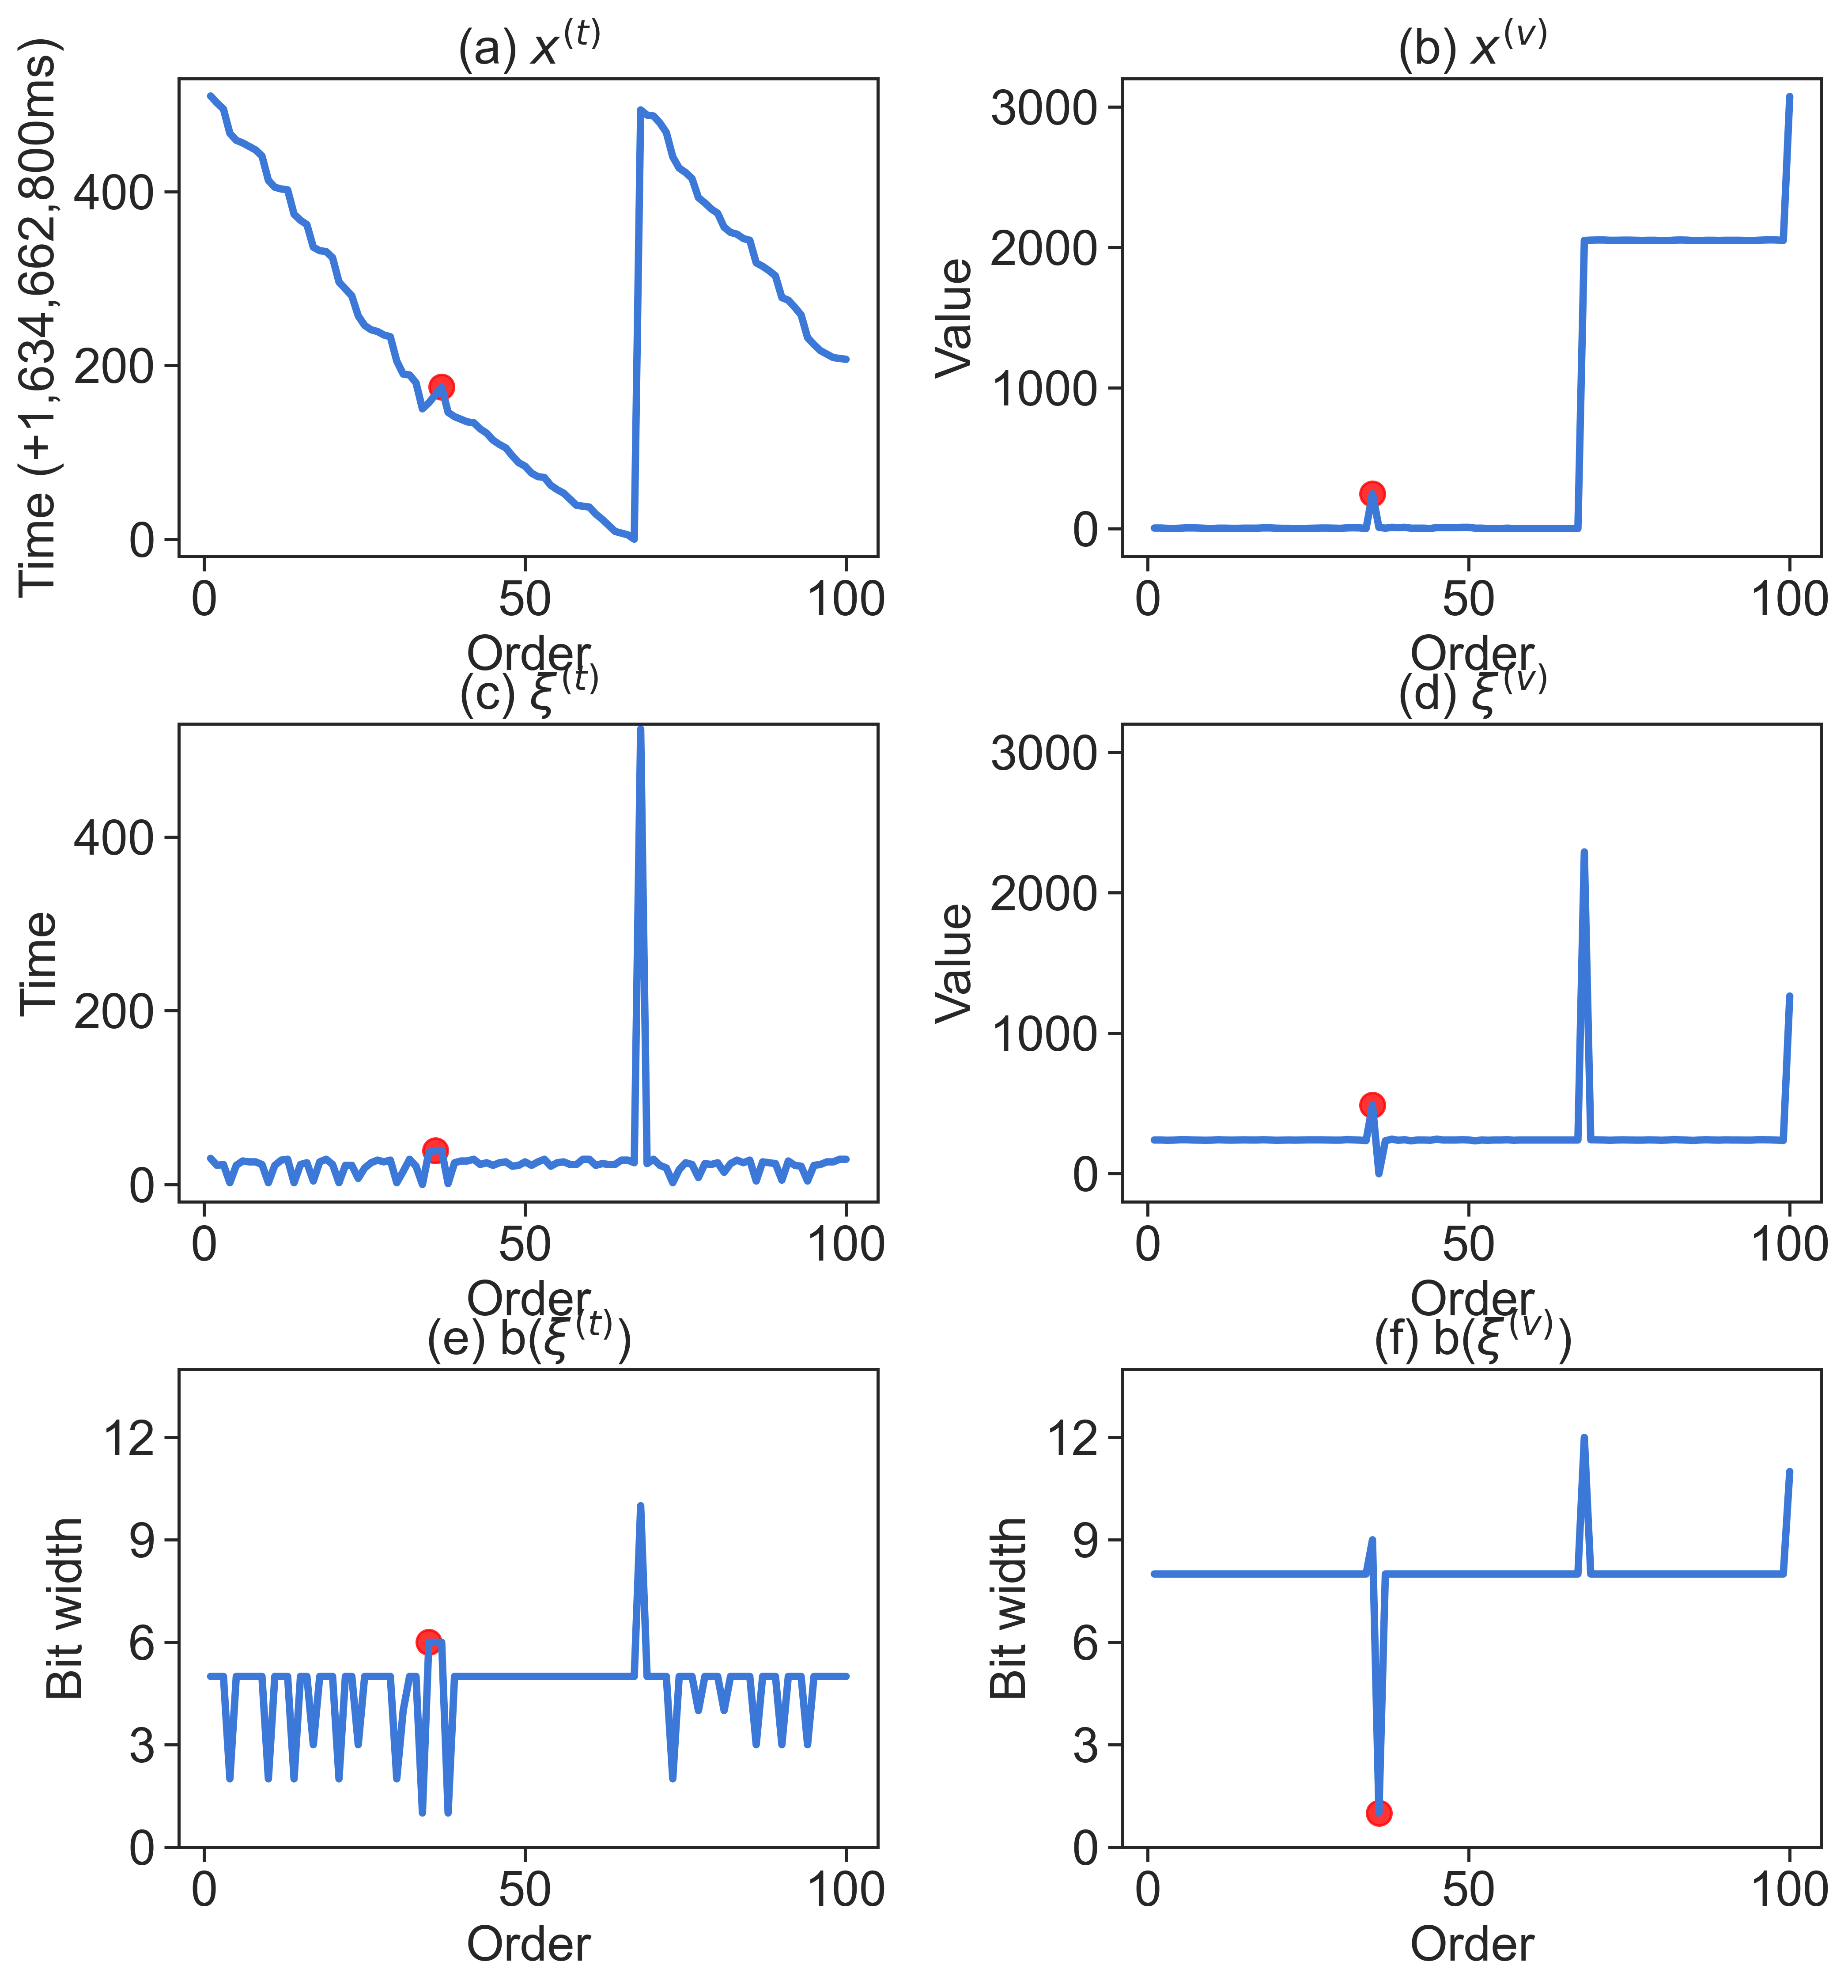 (a) x^(t)
Time (+1,634,662,800ms)
400
200
0
0 50 100
Order
(b) x^(v)
Value
3000
2000
1000
0
0 50 100
Order
(c) ξ^(t)
Time
400
200
0
0 50 100
Order
(d) ξ^(v)
Value
3000
2000
1000
0
0 50 100
Order
(e) b(ξ^(t))
Bit width
12
9
6
3
0
0 50 100
Order
(f) b(ξ^(v))
Bit width
12
9
6
3
0
0 50 100
Order